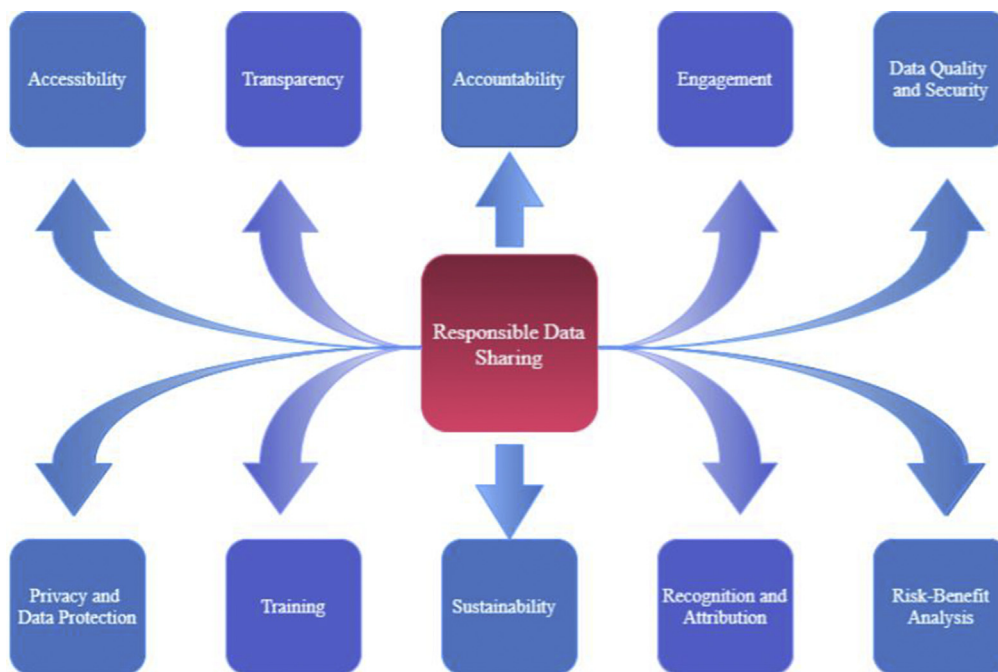 Accessibility
Transparency
Accountability
Engagement
Data Quality
and Security
Responsible Data
Sharing
Privacy and
Data Protection
Training
Sustainability
Recognition and
Attribution
Risk-Benefit
Analysis